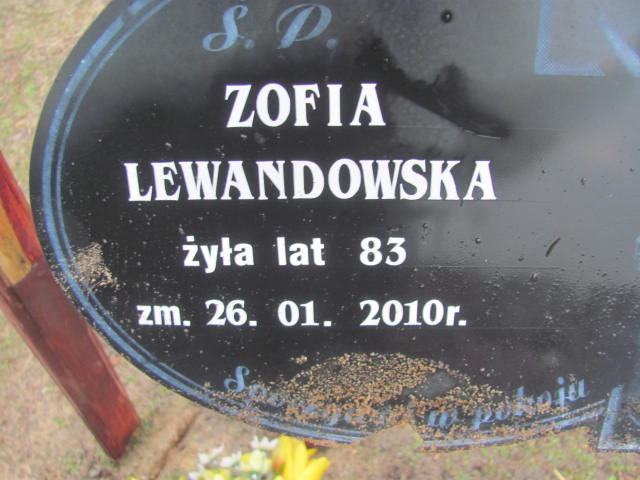 Ś. P.
ZOFIA
LEWANDOWSKA
żyła lat 83
zm. 26. 01. 2010r.
w pokoju